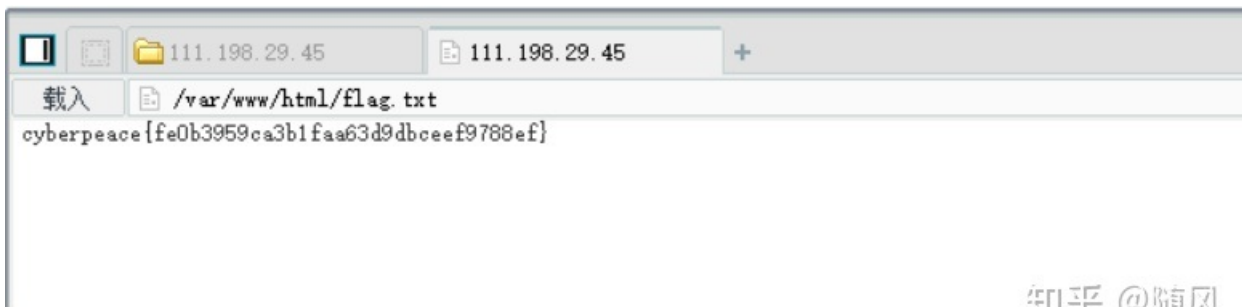 111.198.29.45 111.198.29.45 +
载入 /var/www/html/flag.txt
cyberpeace{fe0b3959ca3b1faa63d9dbceef9788ef}
知乎 @随风